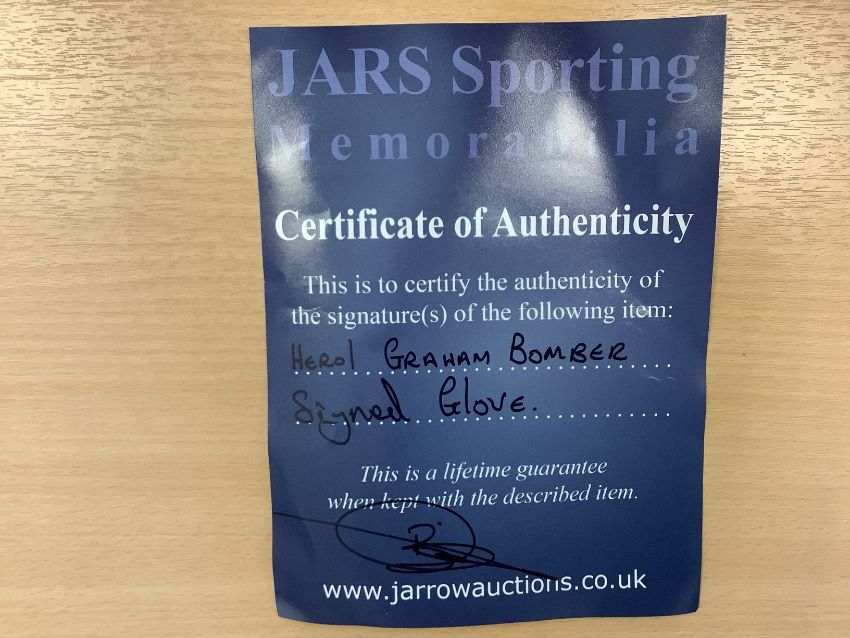 JARS Sporting
Memorabilia
Certificate of Authenticity
This is to certify the authenticity of
the signature(s) of the following item:
Herol GRAHAM BOMBER
Signed Glove.
This is a lifetime guarantee
when kept with the described item.
www.jarrowauctions.co.uk